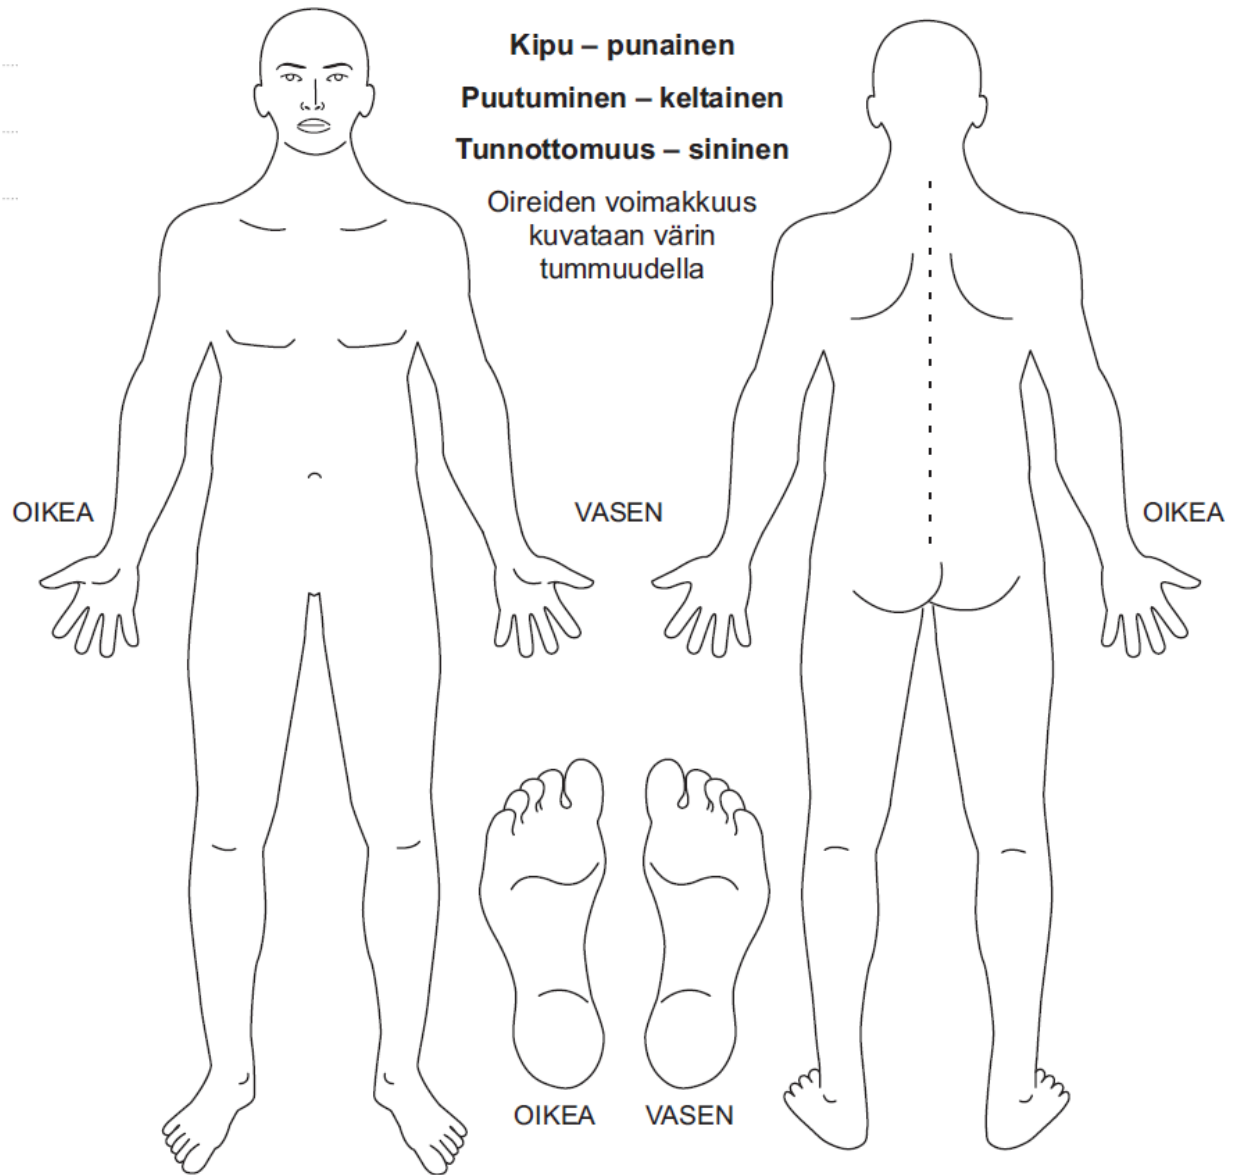 Kipu – punainen
Puutuminen – keltainen
Tunnottomuus – sininen
Oireiden voimakkuus
kuvataan värin
tummuudella
OIKEA
VASEN
OIKEA
OIKEA
VASEN